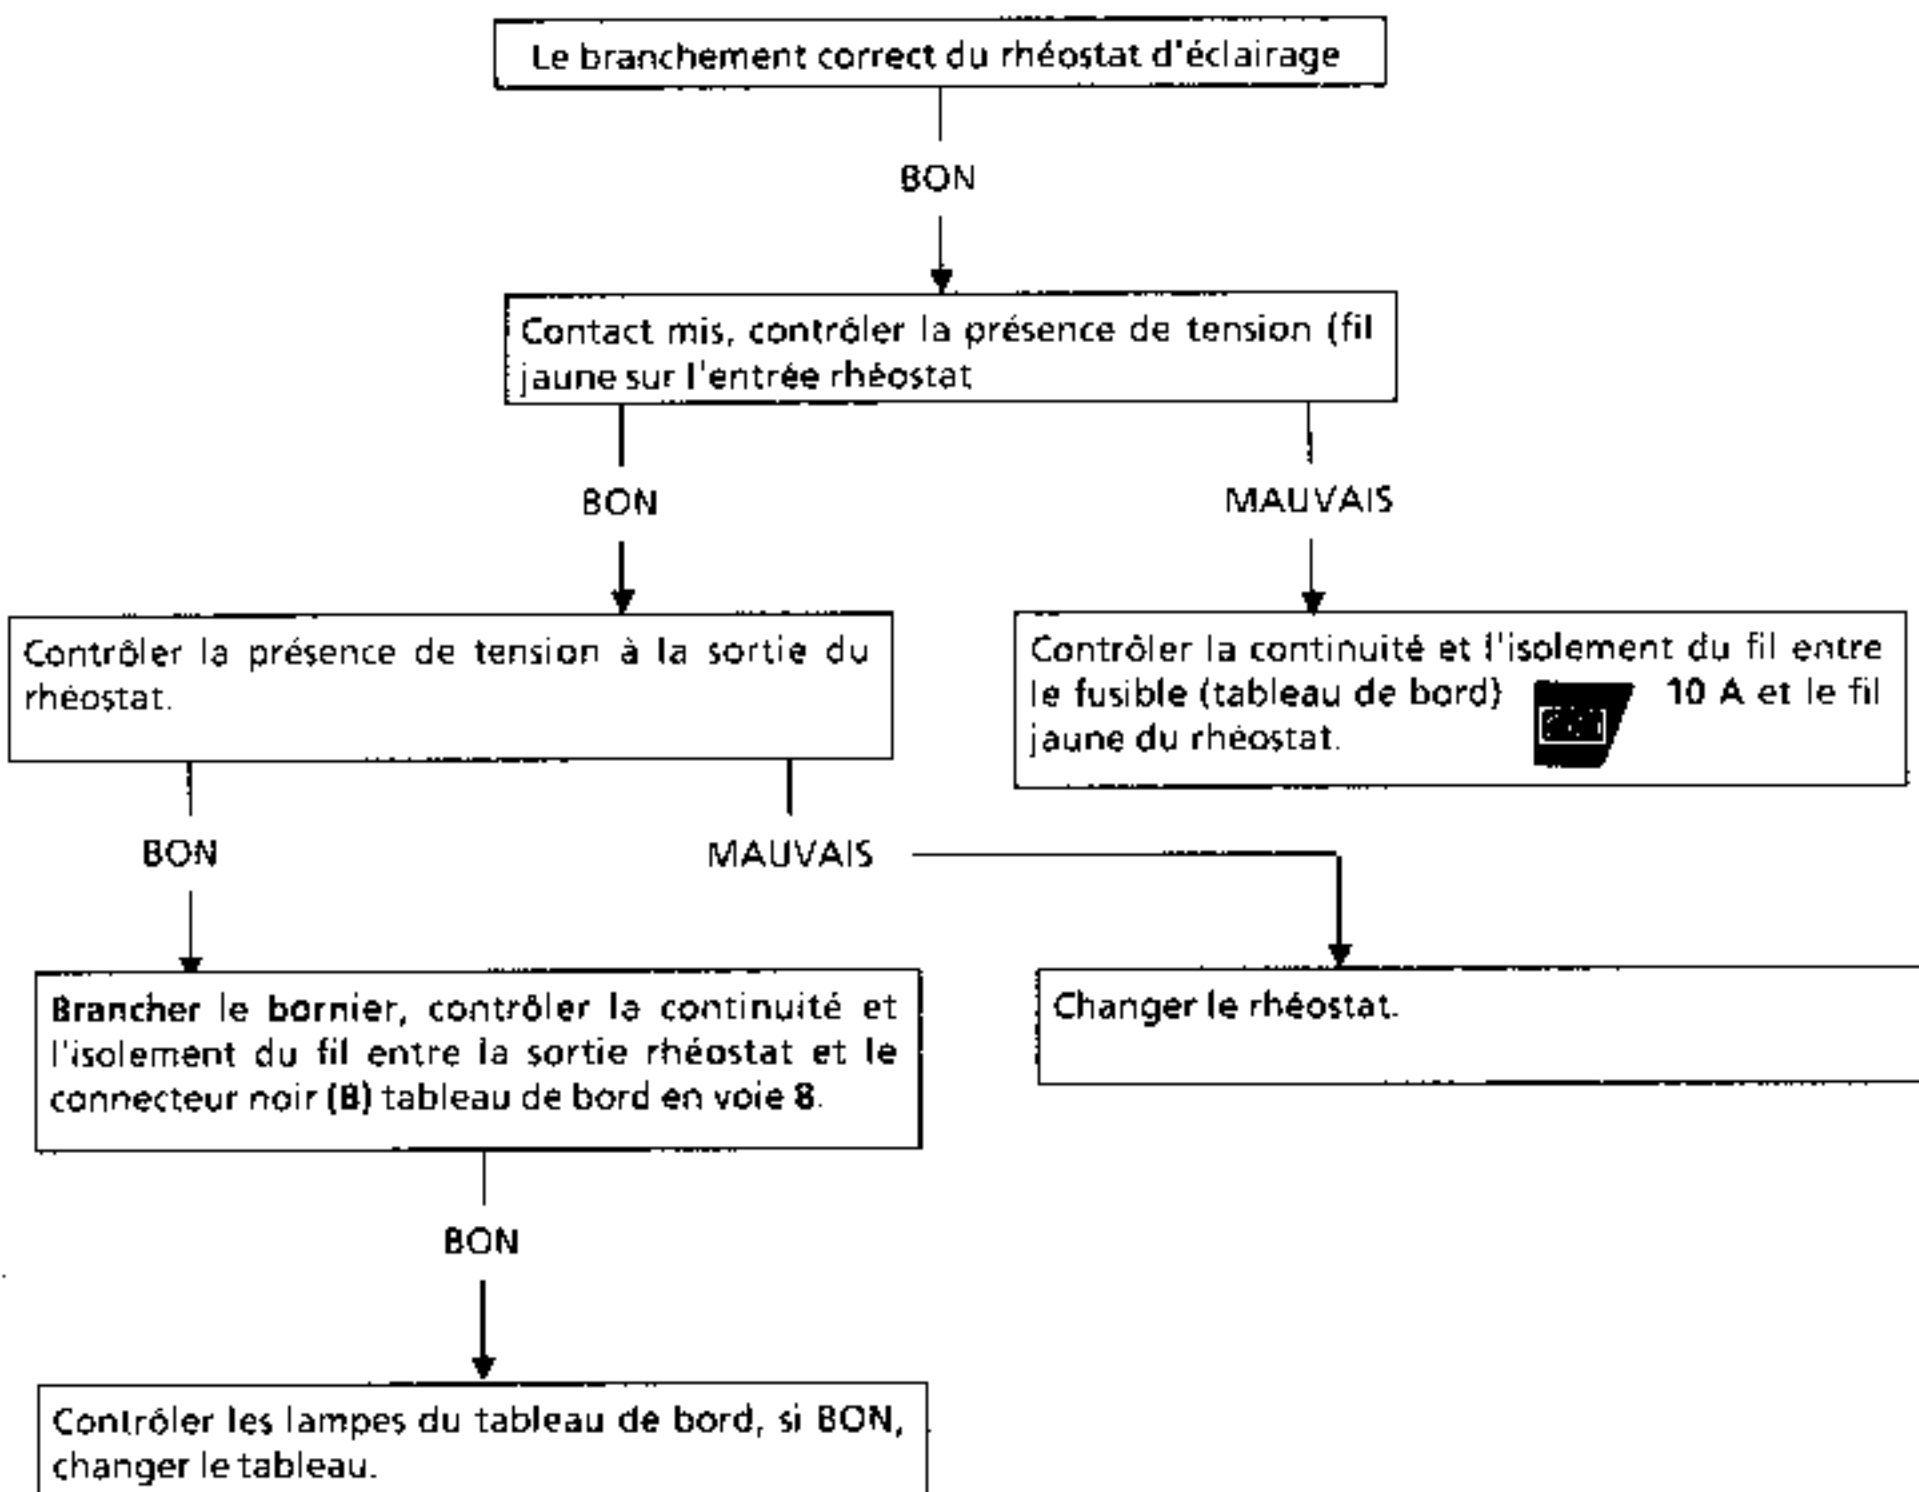 Le branchement correct du rhéostat d'éclairage
BON
Contact mis, contrôler la présence de tension (fil
jaune sur l'entrée rhéostat
BON
MAUVAIS
Contrôler la présence de tension à la sortie du
rhéostat.
Contrôler la continuité et l'isolement du fil entre
le fusible (tableau de bord) 10 A et le fil
jaune du rhéostat.
BON
MAUVAIS
Brancher le bornier, contrôler la continuité et
l'isolement du fil entre la sortie rhéostat et le
connecteur noir (B) tableau de bord en voie 8.
Changer le rhéostat.
BON
Contrôler les lampes du tableau de bord, si BON,
changer le tableau.